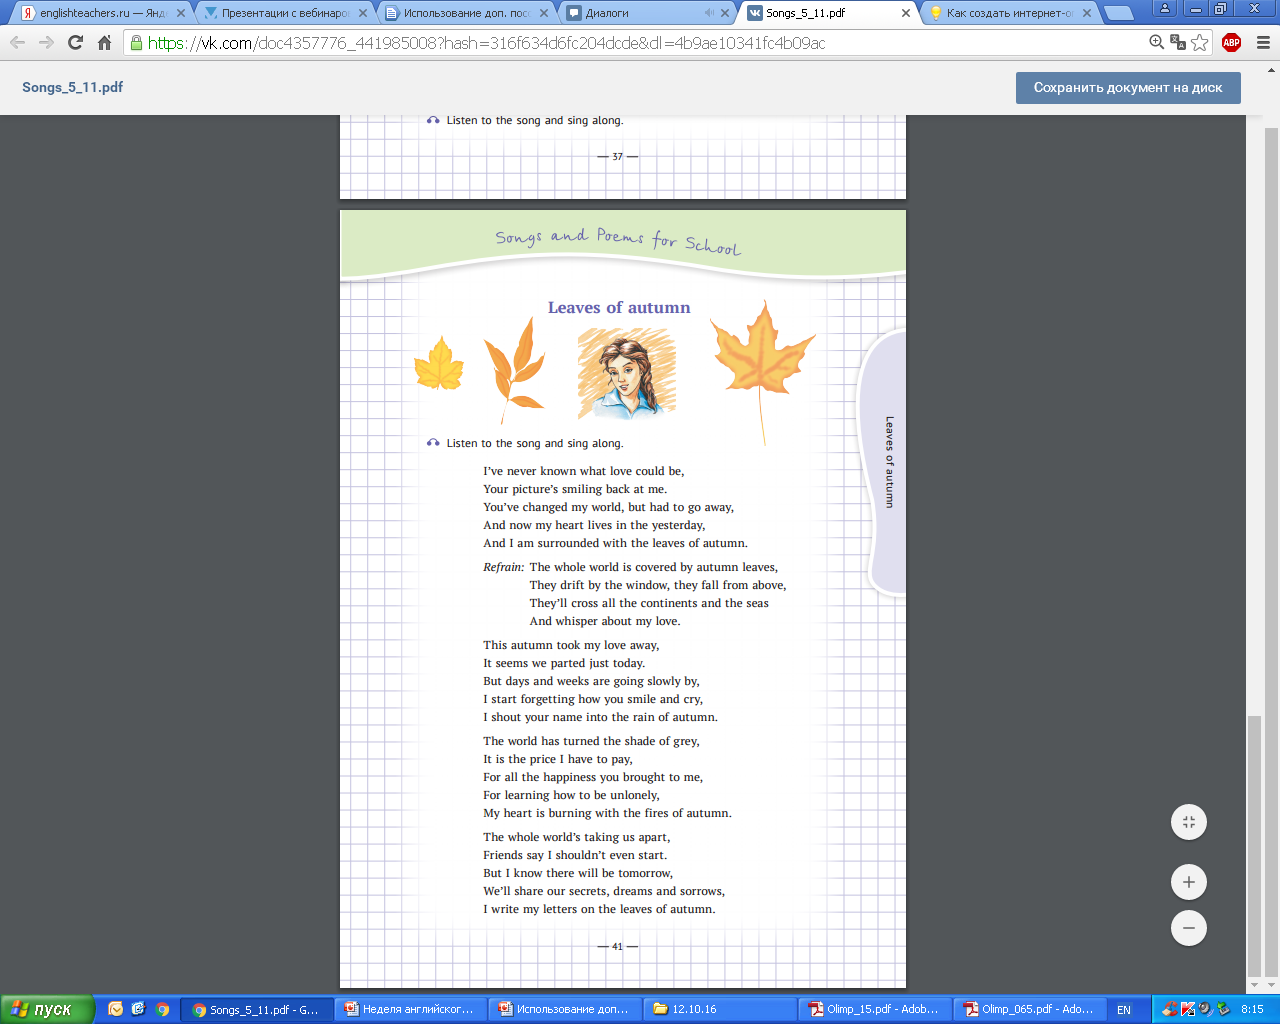 englishteachers.ru — Янд
Презентации с вебинаров
Использование доп. посо
Диалоги
Songs_5_11.pdf
Как создать интернет-о
https://vk.com/doc4357776_441985008?hash=316f634d6fc204dcde&dl=4b9ae10341fc4b09ac
ABP
Songs_5_11.pdf
Сохранить документ на диск
Listen to the song and sing along.
— 37 —
Songs and Poems for School
Leaves of autumn
Leaves of autumn
Listen to the song and sing along.
I've never known what love could be,
Your picture's smiling back at me.
You've changed my world, but had to go away,
And now my heart lives in the yesterday,
And I am surrounded with the leaves of autumn.
Refrain: The whole world is covered by autumn leaves,
They drift by the window, they fall from above,
They'll cross all the continents and the seas
And whisper about my love.
This autumn took my love away,
It seems we parted just today.
But days and weeks are going slowly by,
I start forgetting how you smile and cry,
I shout your name into the rain of autumn.
The world has turned the shade of grey,
It is the price I have to pay,
For all the happiness you brought to me,
For learning how to be unlonely,
My heart is burning with the fires of autumn.
The whole world's taking us apart,
Friends say I shouldn't even start.
But I know there will be tomorrow,
We'll share our secrets, dreams and sorrows,
I write my letters on the leaves of autumn.
— 41 —
пуск
Songs_5_11.pdf - G...
Неделя английског...
Использование доп...
12.10.16
Olimp_15.pdf - Adob...
Olimp_065.pdf - Ado...
EN
8:15